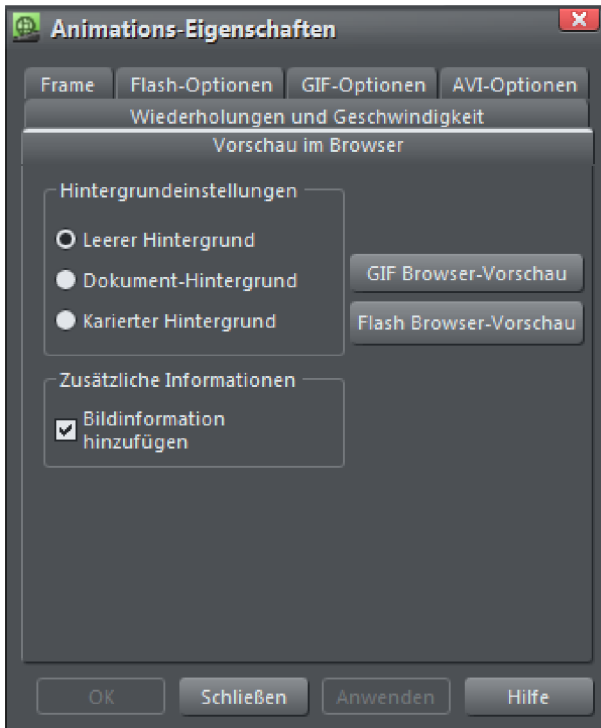 Animations-Eigenschaften
Frame
Flash-Optionen
GIF-Optionen
AVI-Optionen
Wiederholungen und Geschwindigkeit
Vorschau im Browser
Hintergrundeinstellungen
Leerer Hintergrund
Dokument-Hintergrund
Karierter Hintergrund
GIF Browser-Vorschau
Flash Browser-Vorschau
Zusätzliche Informationen
Bildinformation
hinzufügen
OK
Schließen
Anwenden
Hilfe